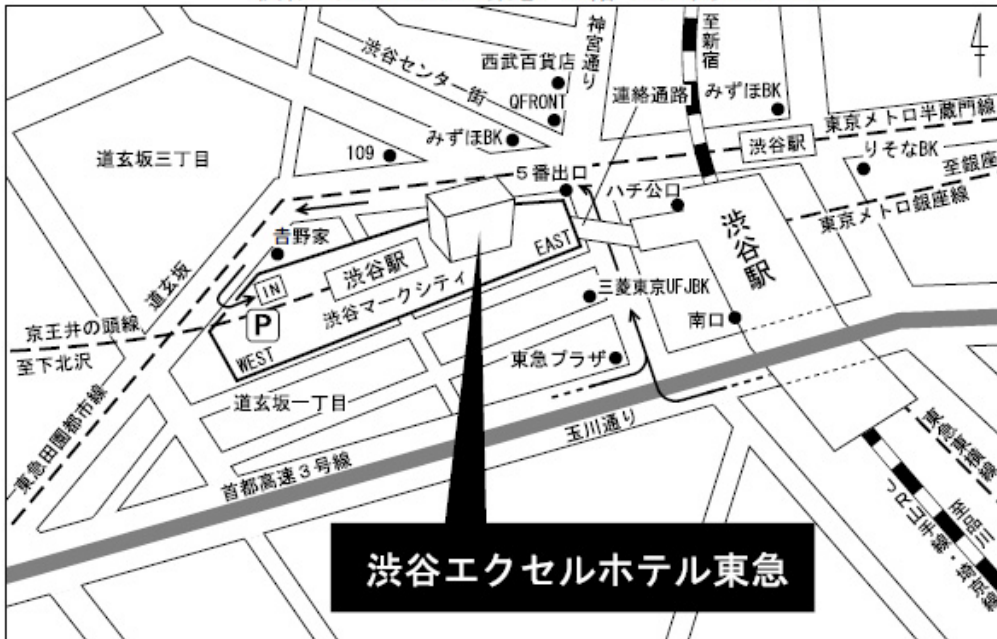 神宮通り
至新宿
西武百貨店
渋谷センター街
QFRONT
連絡通路
みずほBK
みずほBK
東京メトロ半蔵門線
渋谷駅
109
道玄坂三丁目
りそなBK
至銀座
5番出口
ハチ公口
東京メトロ銀座線
吉野家
渋谷駅
EAST
渋谷駅
道玄坂
IN
渋谷マークシティ
三菱東京UFJBK
P
南口
京王井の頭線
至下北沢
WEST
東急プラザ
道玄坂一丁目
東急田園都市線
玉川通り
首都高速3号線
東急東横線
至品川
JR山手線・埼京線
渋谷エクセルホテル東急